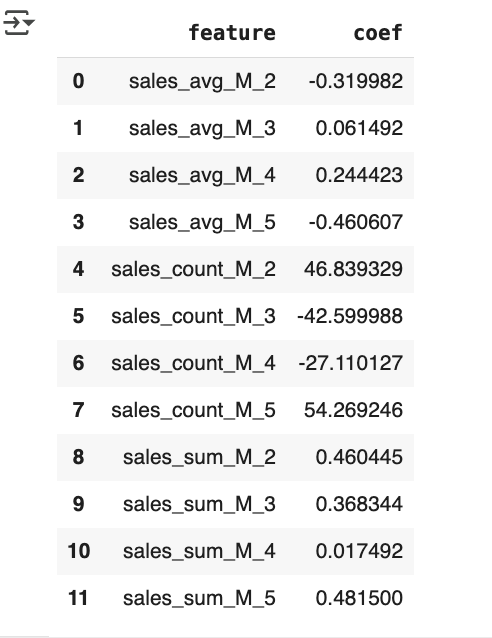 feature coef
0 sales_avg_M_2 -0.319982
1 sales_avg_M_3 0.061492
2 sales_avg_M_4 0.244423
3 sales_avg_M_5 -0.460607
4 sales_count_M_2 46.839329
5 sales_count_M_3 -42.599988
6 sales_count_M_4 -27.110127
7 sales_count_M_5 54.269246
8 sales_sum_M_2 0.460445
9 sales_sum_M_3 0.368344
10 sales_sum_M_4 0.017492
11 sales_sum_M_5 0.481500